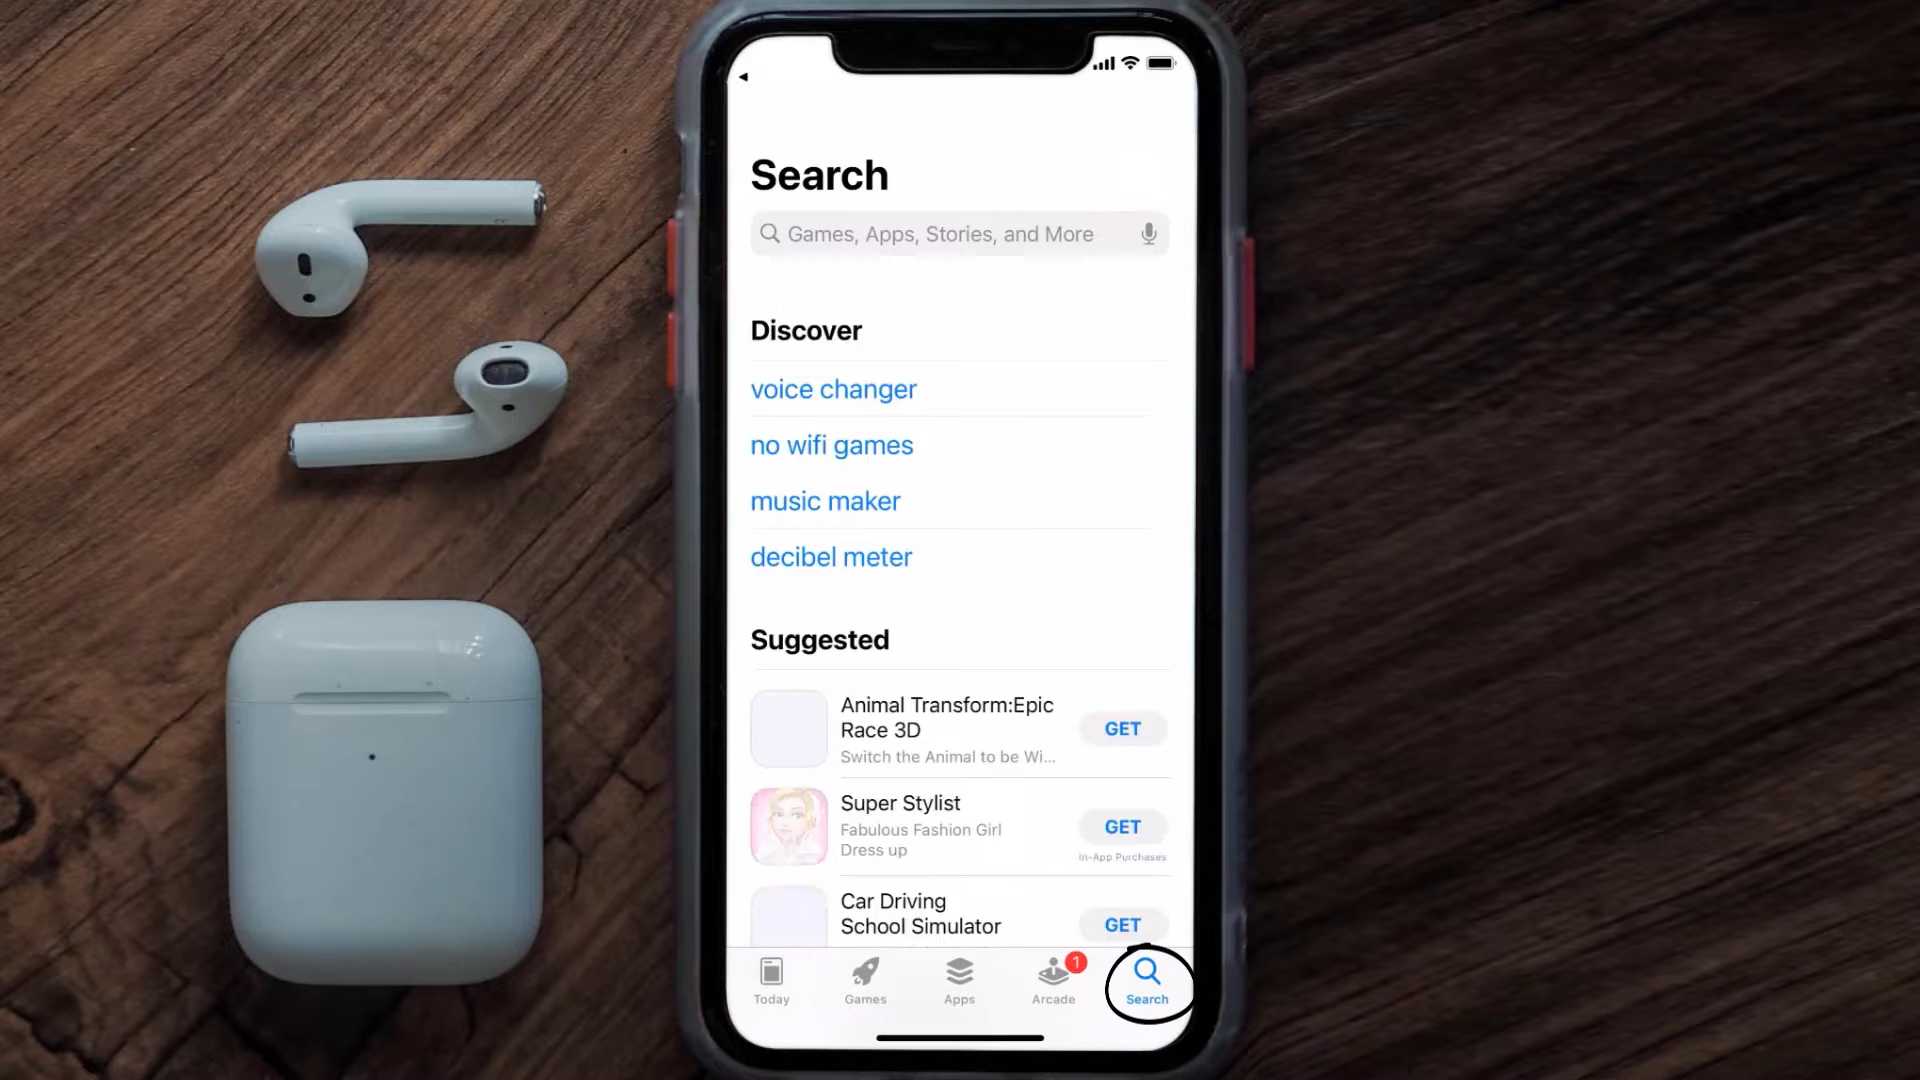 Search
Games, Apps, Stories, and More
Discover
voice changer
no wifi games
music maker
decibel meter
Suggested
Animal Transform:Epic
Race 3D
Switch the Animal to be Wi...
GET
Super Stylist
Fabulous Fashion Girl
Dress up
GET
In-App Purchases
Car Driving
School Simulator
GET
Today
Games
Apps
1
Arcade
Search